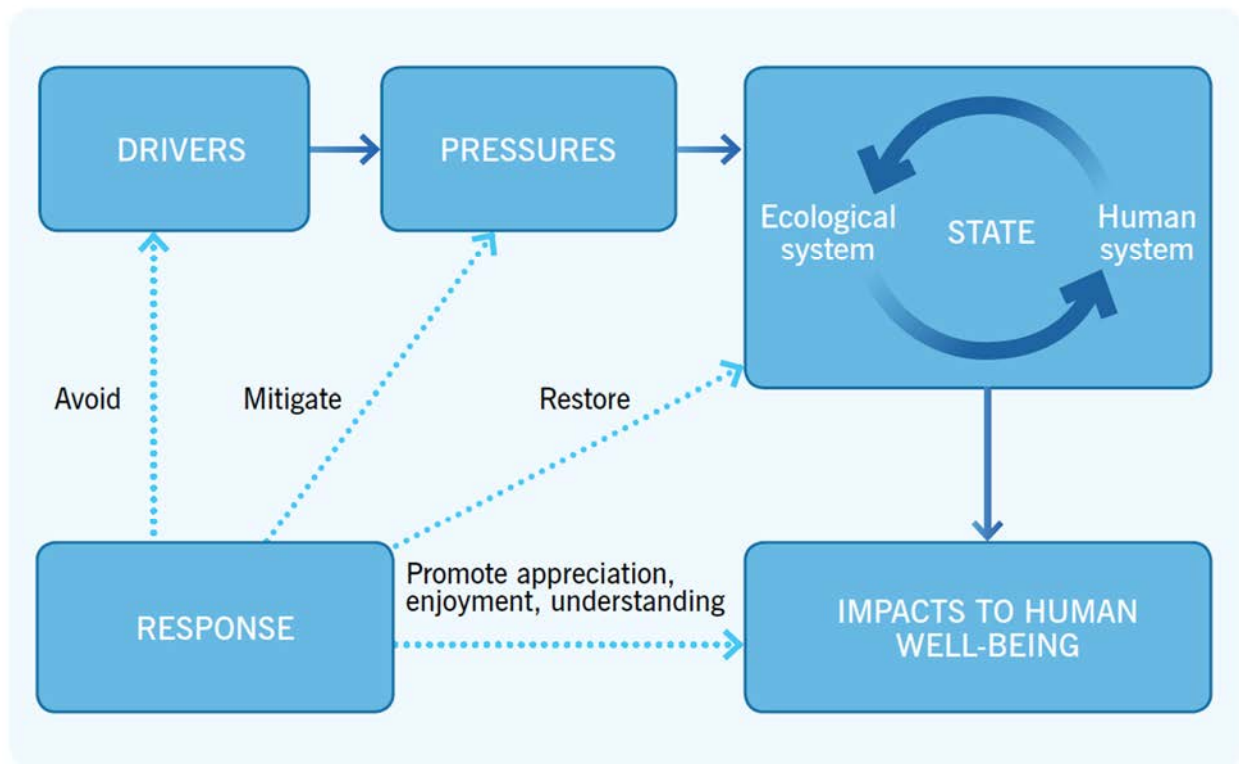 DRIVERS
PRESSURES
Ecological
system
STATE
Human
system
Avoid
Mitigate
Restore
RESPONSE
Promote appreciation,
enjoyment, understanding
IMPACTS TO HUMAN
WELL-BEING